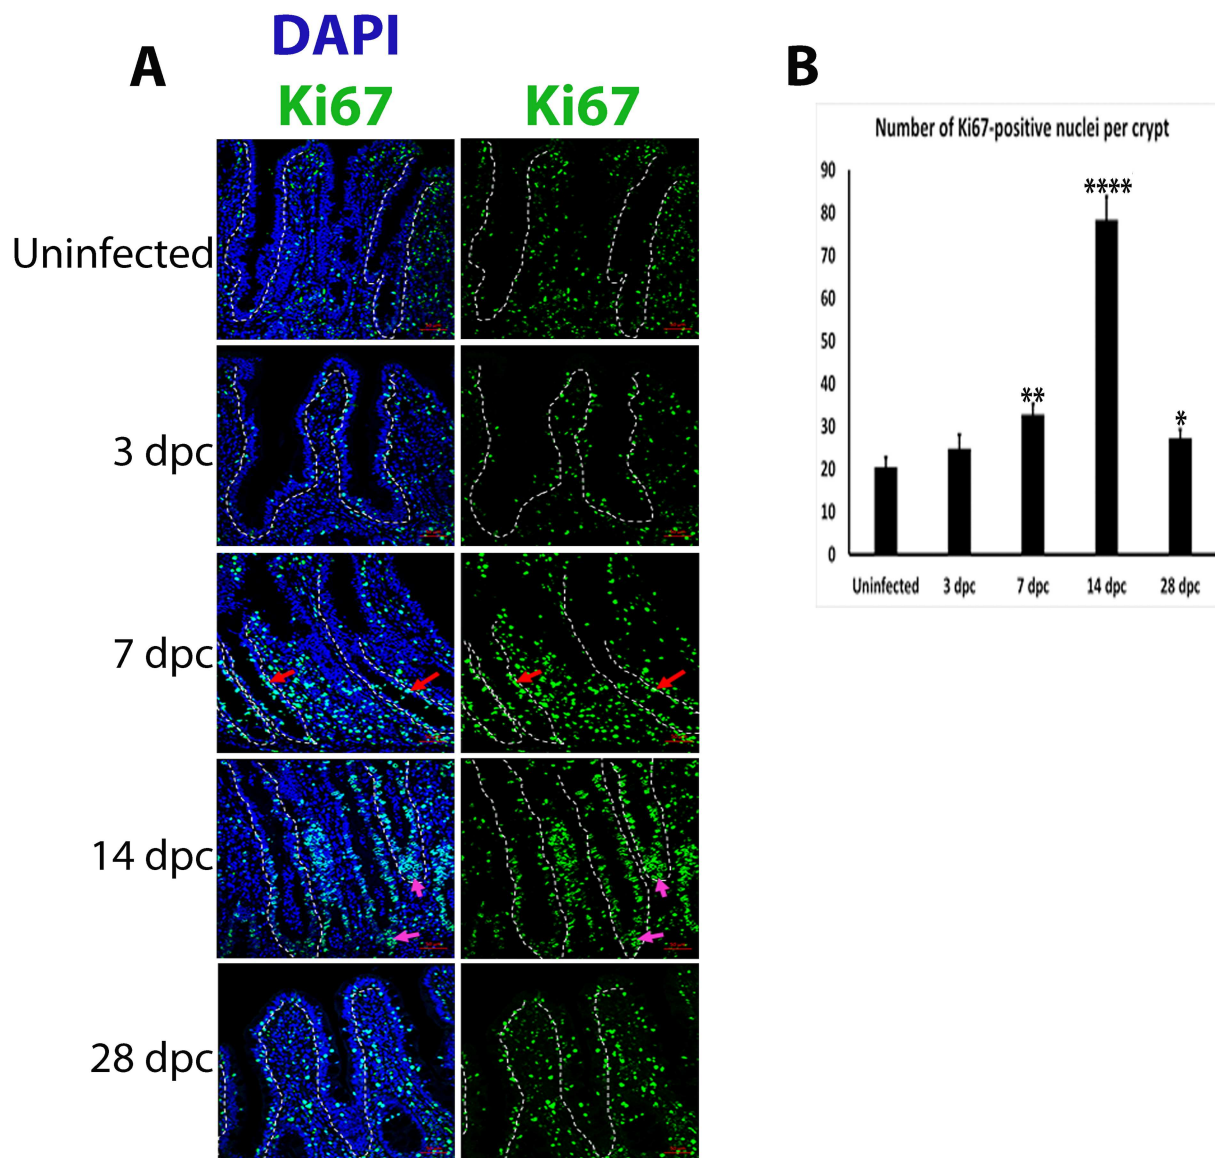 A
DAPI
Ki67
Ki67
Uninfected
3 dpc
7 dpc
14 dpc
28 dpc
B
Number of Ki67-positive nuclei per crypt
90
80
70
60
50
40
30
20
10
0
**
****
*
Uninfected
3 dpc
7 dpc
14 dpc
28 dpc